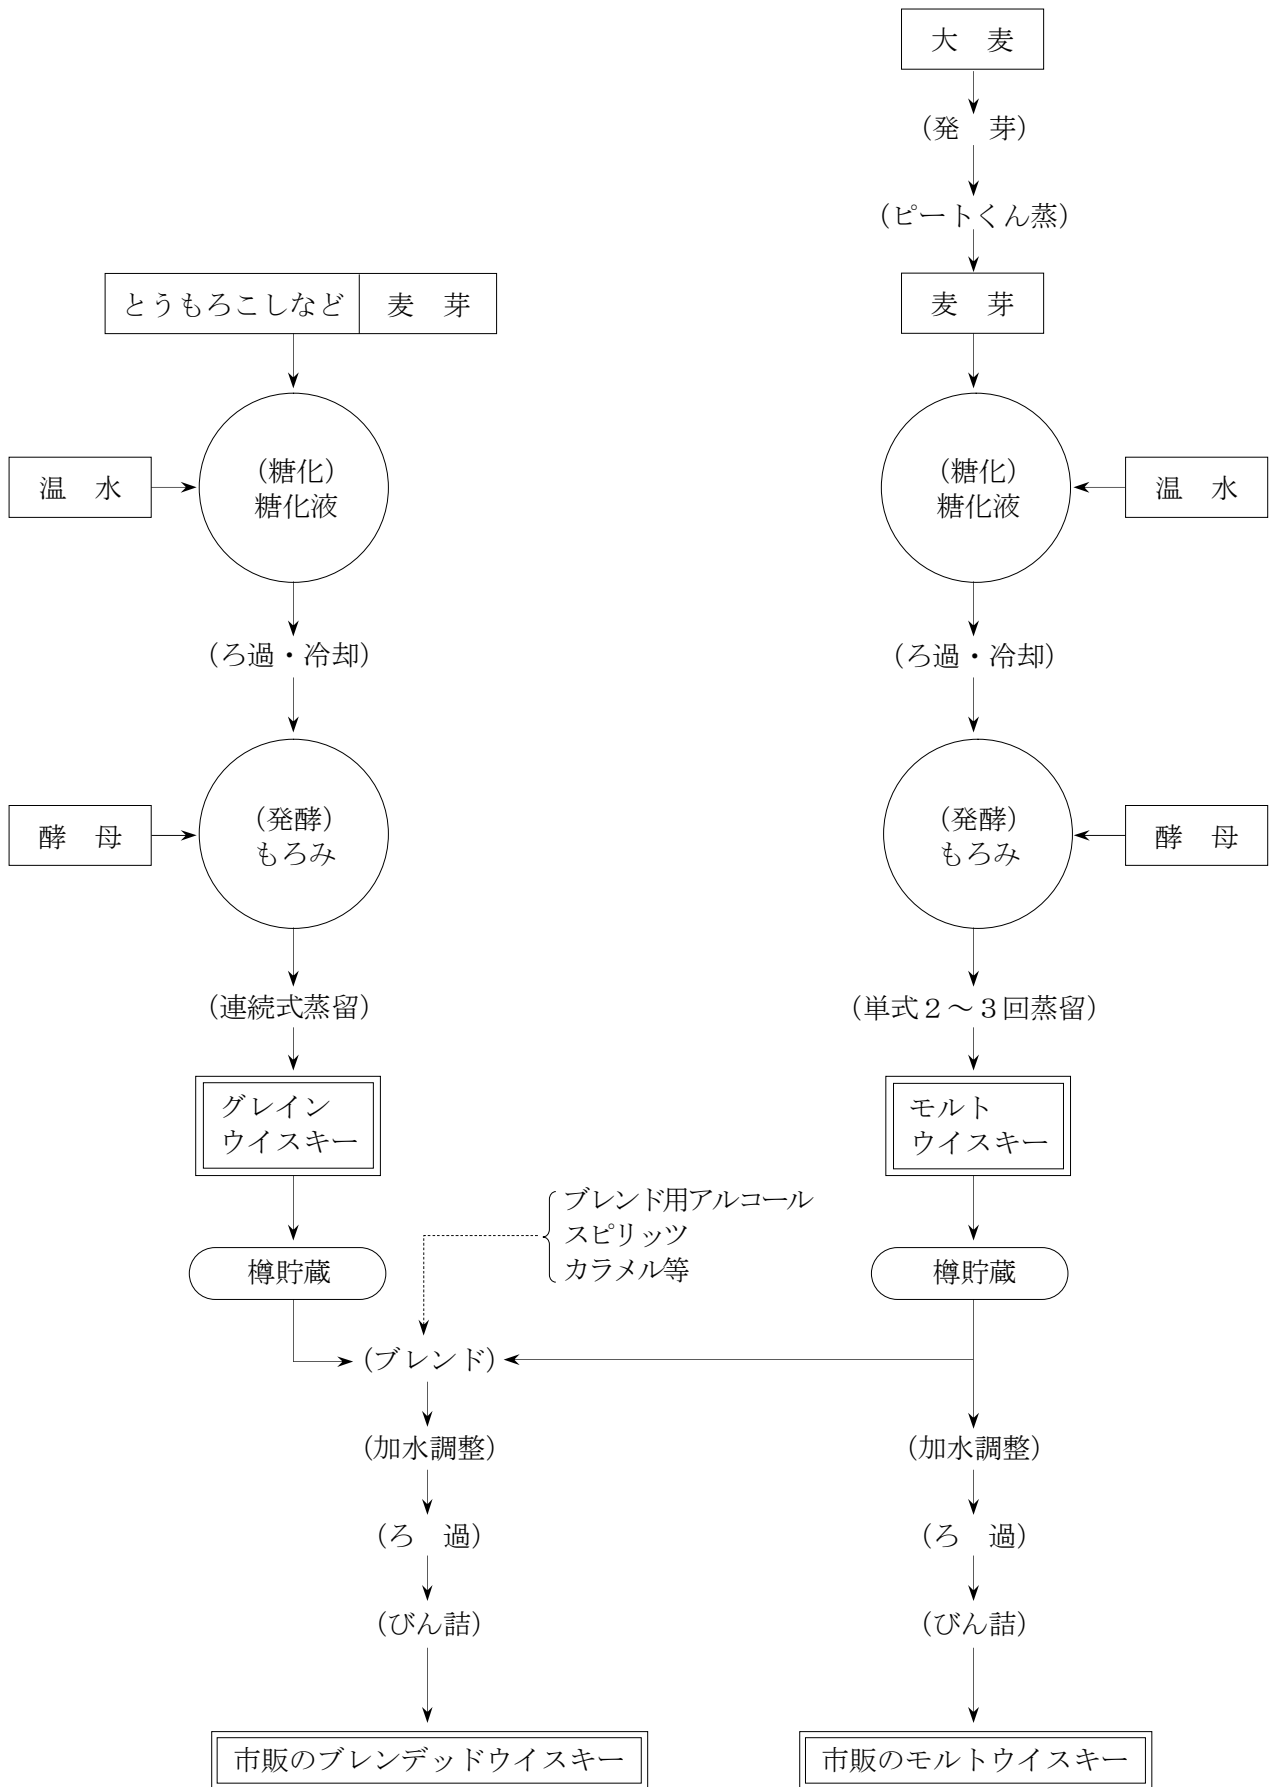 大　麦
（発　芽）
（ピートくん蒸）
とうもろこしなど　麦　芽
麦　芽
（糖化）
糖化液
温　水
（糖化）
糖化液
温　水
（ろ過・冷却）
（ろ過・冷却）
（発酵）
もろみ
酵　母
（発酵）
もろみ
酵　母
（連続式蒸留）
（単式２～３回蒸留）
グレイン
ウイスキー
モルト
ウイスキー
ブレンド用アルコール
スピリッツ
カラメル等
樽貯蔵
樽貯蔵
（ブレンド）
（加水調整）
（加水調整）
（ろ　過）
（ろ　過）
（びん詰）
（びん詰）
市販のブレンデッドウイスキー
市販のモルトウイスキー